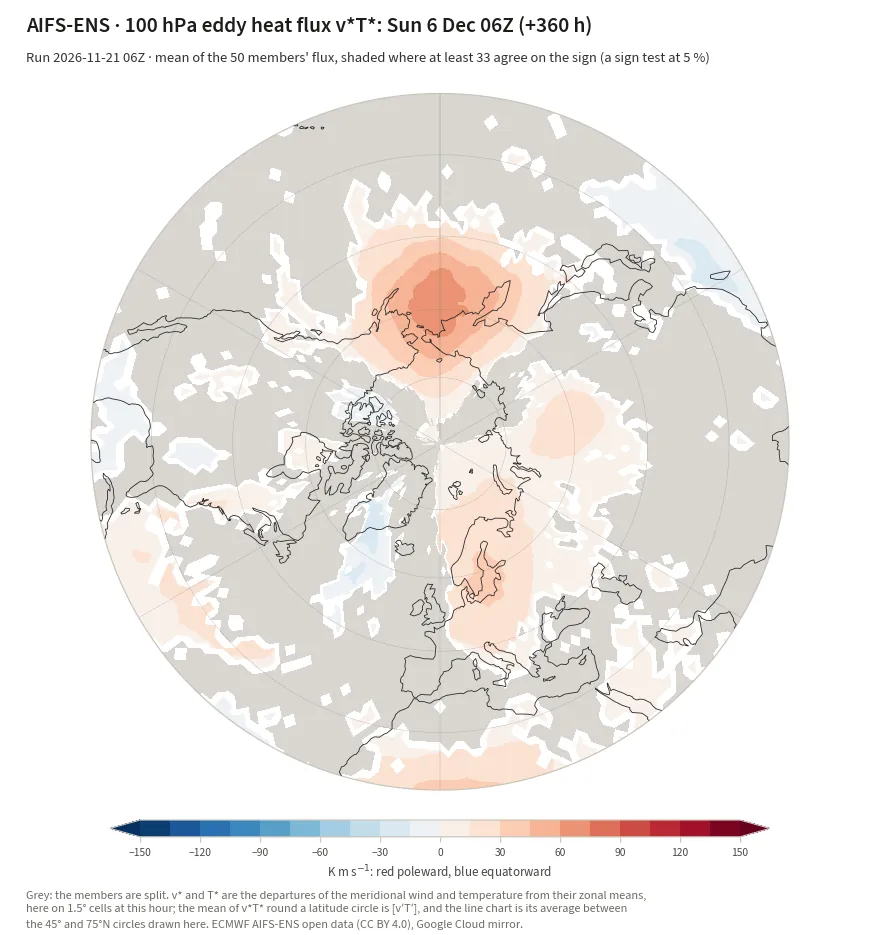 AIFS-ENS · 100 hPa eddy heat flux v*T*: Sun 6 Dec 06Z (+360 h)
Run 2026-11-21 06Z · mean of the 50 members' flux, shaded where at least 33 agree on the sign (a sign test at 5 %)
−150 −120 −90 −60 −30 0 30 60 90 120 150
K m s⁻¹: red poleward, blue equatorward
Grey: the members are split. v* and T* are the departures of the meridional wind and temperature from their zonal means,
here on 1.5° cells at this hour; the mean of v*T* round a latitude circle is [v′T′], and the line chart is its average between
the 45° and 75°N circles drawn here. ECMWF AIFS-ENS open data (CC BY 4.0), Google Cloud mirror.